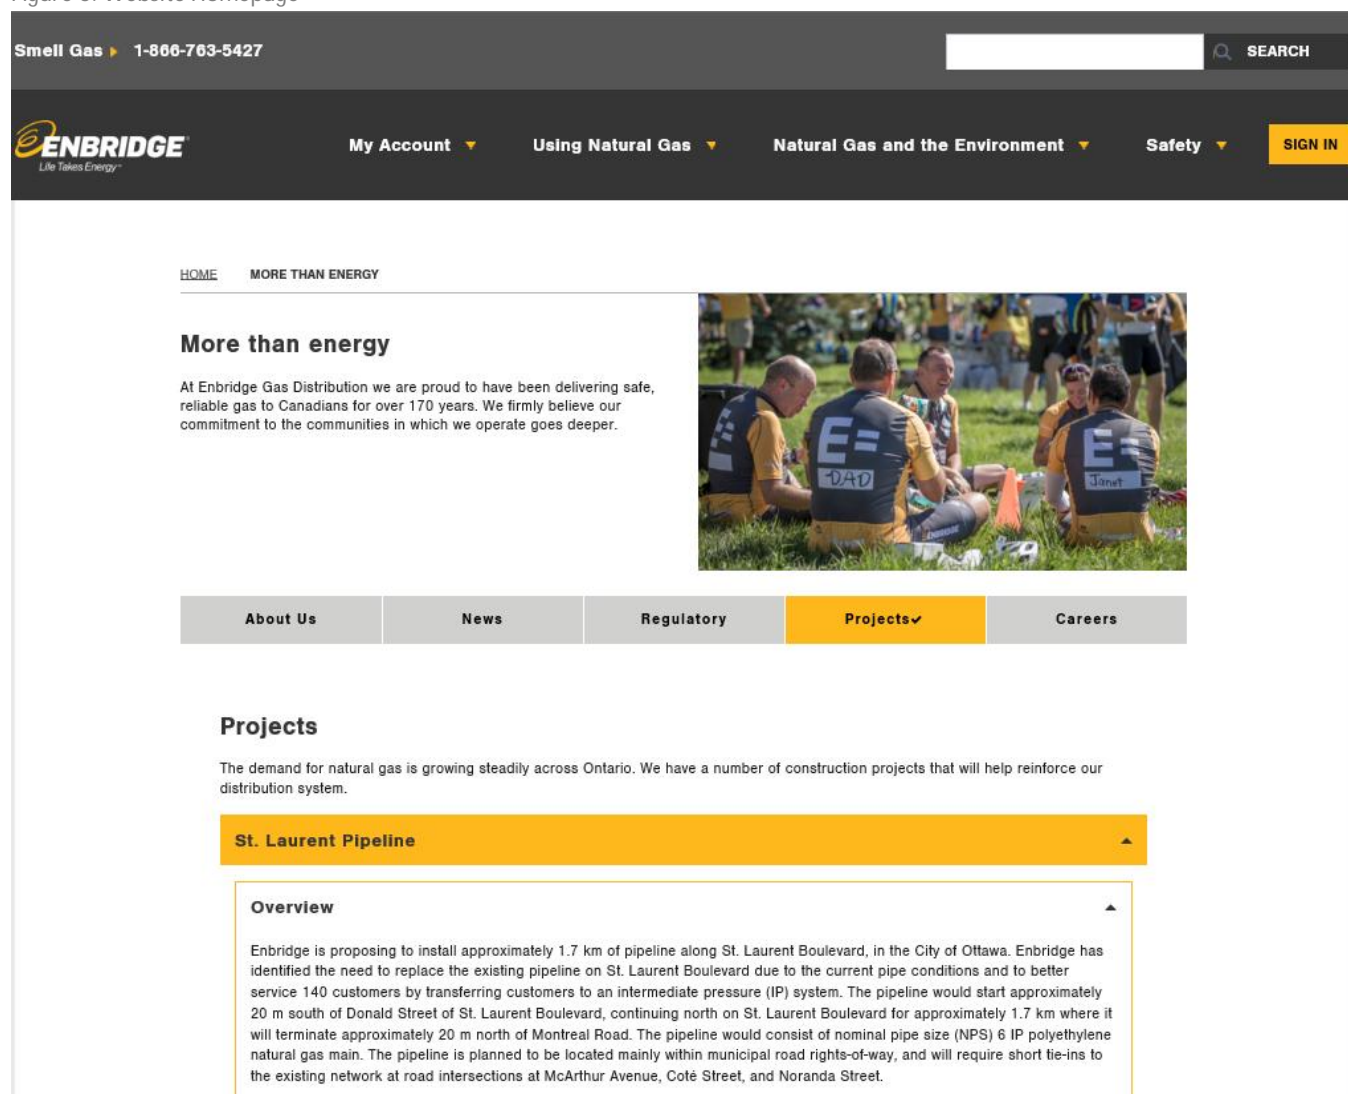 Smell Gas 1-866-763-5427
SEARCH
ENBRIDGE
Life Takes Energy
My Account Using Natural Gas Natural Gas and the Environment Safety SIGN IN
HOME MORE THAN ENERGY
More than energy
At Enbridge Gas Distribution we are proud to have been delivering safe,
reliable gas to Canadians for over 170 years. We firmly believe our
commitment to the communities in which we operate goes deeper.
E=
DAD
E=
Janet
About Us News Regulatory Projects✔ Careers
Projects
The demand for natural gas is growing steadily across Ontario. We have a number of construction projects that will help reinforce our
distribution system.
St. Laurent Pipeline
Overview
Enbridge is proposing to install approximately 1.7 km of pipeline along St. Laurent Boulevard, in the City of Ottawa. Enbridge has
identified the need to replace the existing pipeline on St. Laurent Boulevard due to the current pipe conditions and to better
service 140 customers by transferring customers to an intermediate pressure (IP) system. The pipeline would start approximately
20 m south of Donald Street of St. Laurent Boulevard, continuing north on St. Laurent Boulevard for approximately 1.7 km where it
will terminate approximately 20 m north of Montreal Road. The pipeline would consist of nominal pipe size (NPS) 6 IP polyethylene
natural gas main. The pipeline is planned to be located mainly within municipal road rights-of-way, and will require short tie-ins to
the existing network at road intersections at McArthur Avenue, Coté Street, and Noranda Street.